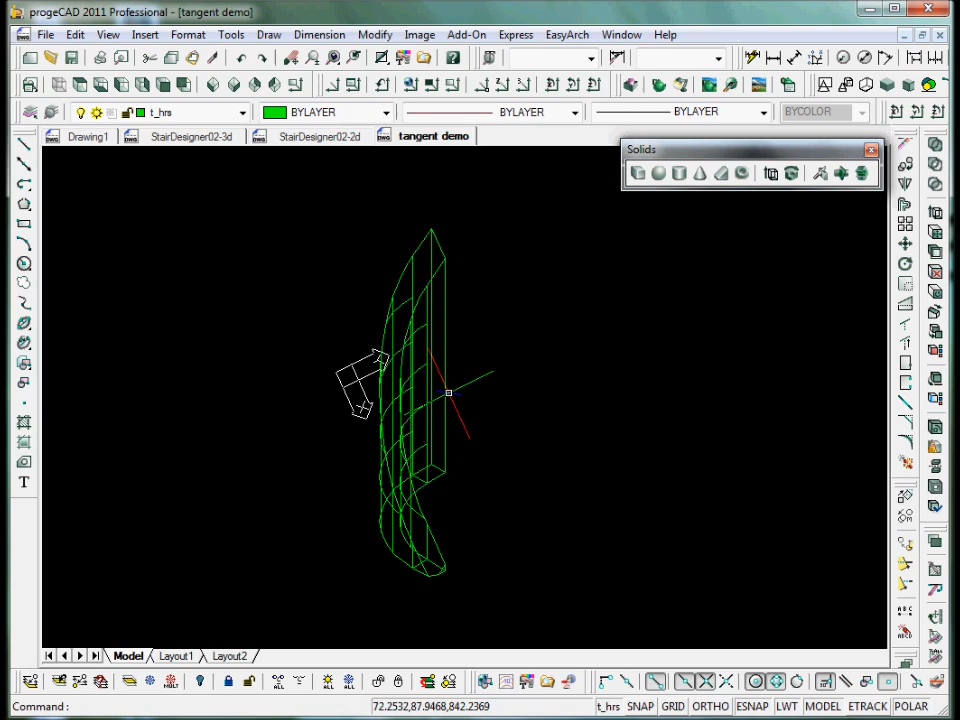 progeCAD 2011 Professional - [tangent demo]
File Edit View Insert Format Tools Draw Dimension Modify Image Add-On Express EasyArch Window Help
t_hrs BYLAYER BYLAYER BYLAYER BYCOLOR
Drawing1 StairDesigner02-3d StairDesigner02-2d tangent demo
Solids
T
Model Layout1 Layout2
Command : 72.2532,87.9468,842.2369 t_hrs SNAP GRID ORTHO ESNAP LWT MODEL ETRACK POLAR